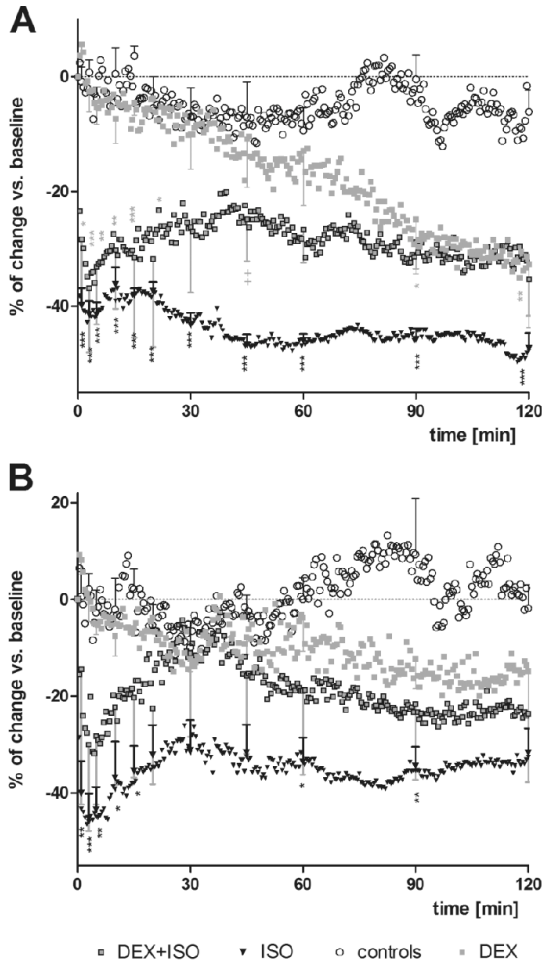 A
0
-20
-40
% of change vs. baseline
0
30
60
90
120
time [min]
B
20
0
-20
-40
% of change vs. baseline
0
30
60
90
120
time [min]
DEX+ISO
ISO
controls
DEX